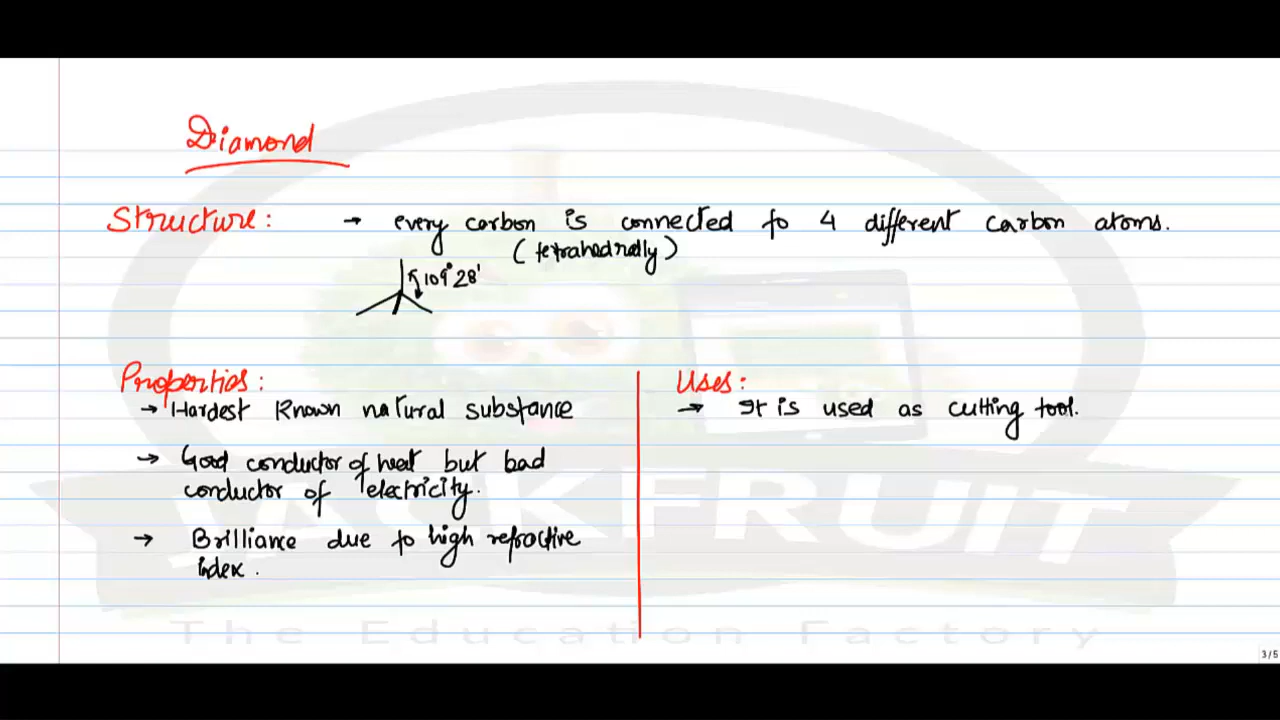 Diamond
Structure: → every carbon is connected to 4 different carbon atoms.
(tetrahedrally)
109°28'
Properties:
→ Hardest Known natural substance
→ Good conductor of heat but bad
conductor of electricity.
→ Brilliance due to high refractive
index.
Uses:
→ It is used as cutting tool.
JACKFRUIT
The Education Factory
3/5